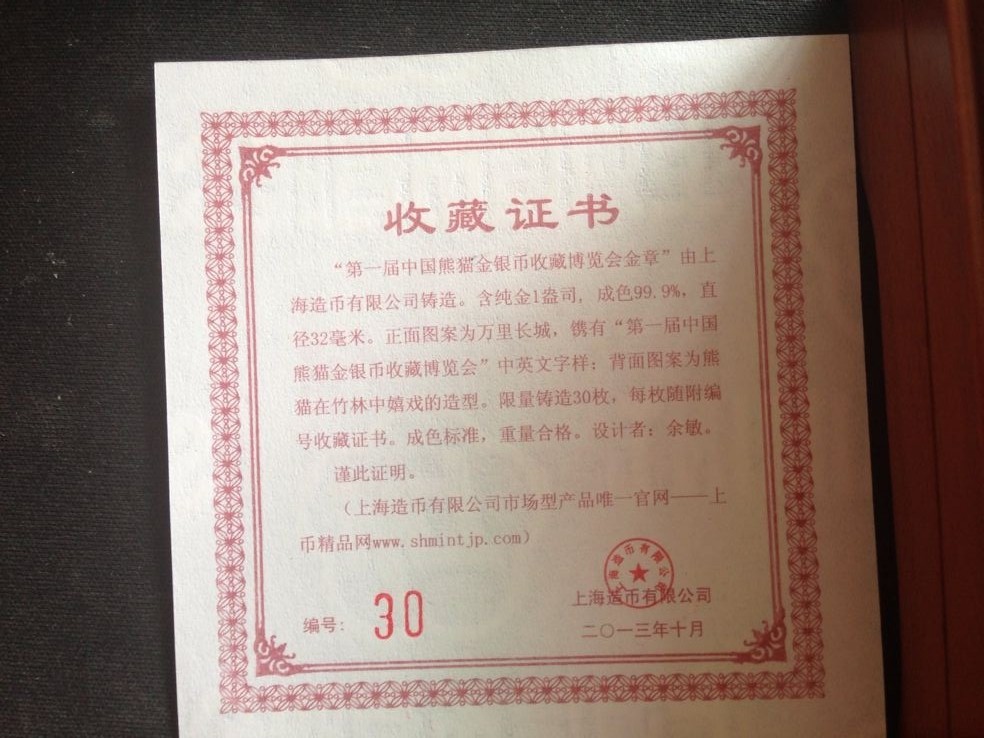 收藏证书
“第一届中国熊猫金银币收藏博览会金章”由上
海造币有限公司铸造。含纯金1盎司, 成色99.9%，直
径32毫米。正面图案为万里长城，镌有“第一届中国
熊猫金银币收藏博览会”中英文字样；背面图案为熊
猫在竹林中嬉戏的造型。限量铸造30枚，每枚随附编
号收藏证书。成色标准，重量合格。设计者：余敏。
谨此证明。
（上海造币有限公司市场型产品唯一官网——上
币精品网www.shmintjp.com）
上海造币有限公司
上海造币有限公司
编号: 30
二〇一三年十月